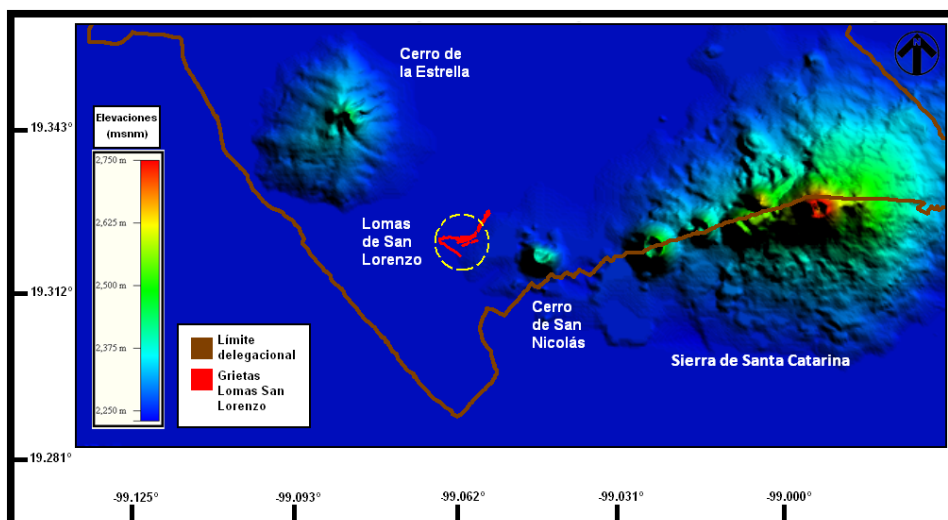 Cerro de
la Estrella
N
Elevaciones
(msnm)
2,750 m
2,625 m
2,500 m
2,375 m
2,250 m
Lomas
de San
Lorenzo
Cerro
de San
Nicolás
Sierra de Santa Catarina
Límite
delegacional
Grietas
Lomas San
Lorenzo
19.343°
19.312°
19.281°
-99.125°
-99.093°
-99.062°
-99.031°
-99.000°